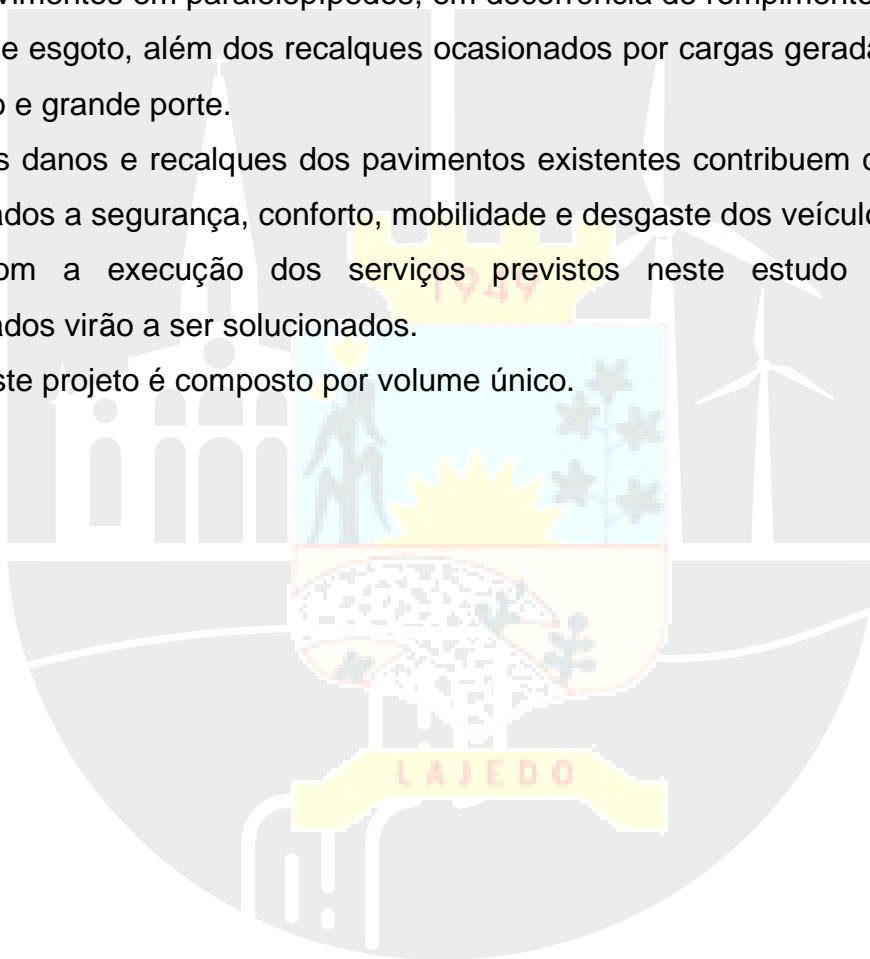 vimentos em paralelepípedos, em decorrência de rompimento
e esgoto, além dos recalques ocasionados por cargas gerada
o e grande porte.
s danos e recalques dos pavimentos existentes contribuem
ados a segurança, conforto, mobilidade e desgaste dos veículo
om a execução dos serviços previstos neste estudo
ados virão a ser solucionados.
ste projeto é composto por volume único.
1949
LAJEDO